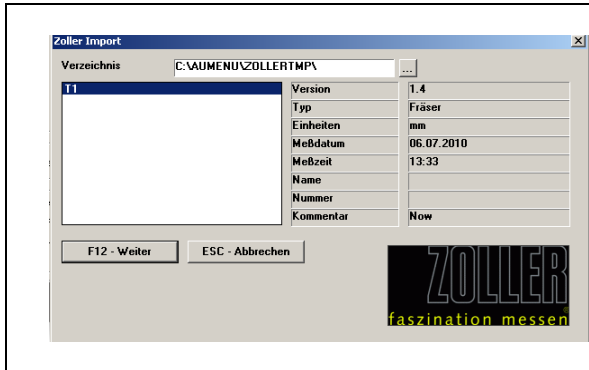 Zoller Import
Verzeichnis C:\AUMENU\ZOLLERTMP\ ...
T1
Version 1.4
Typ Fräser
Einheiten mm
Meßdatum 06.07.2010
Meßzeit 13:33
Name
Nummer
Kommentar Now
F12 - Weiter ESC - Abbrechen
ZOLLER
faszination messen